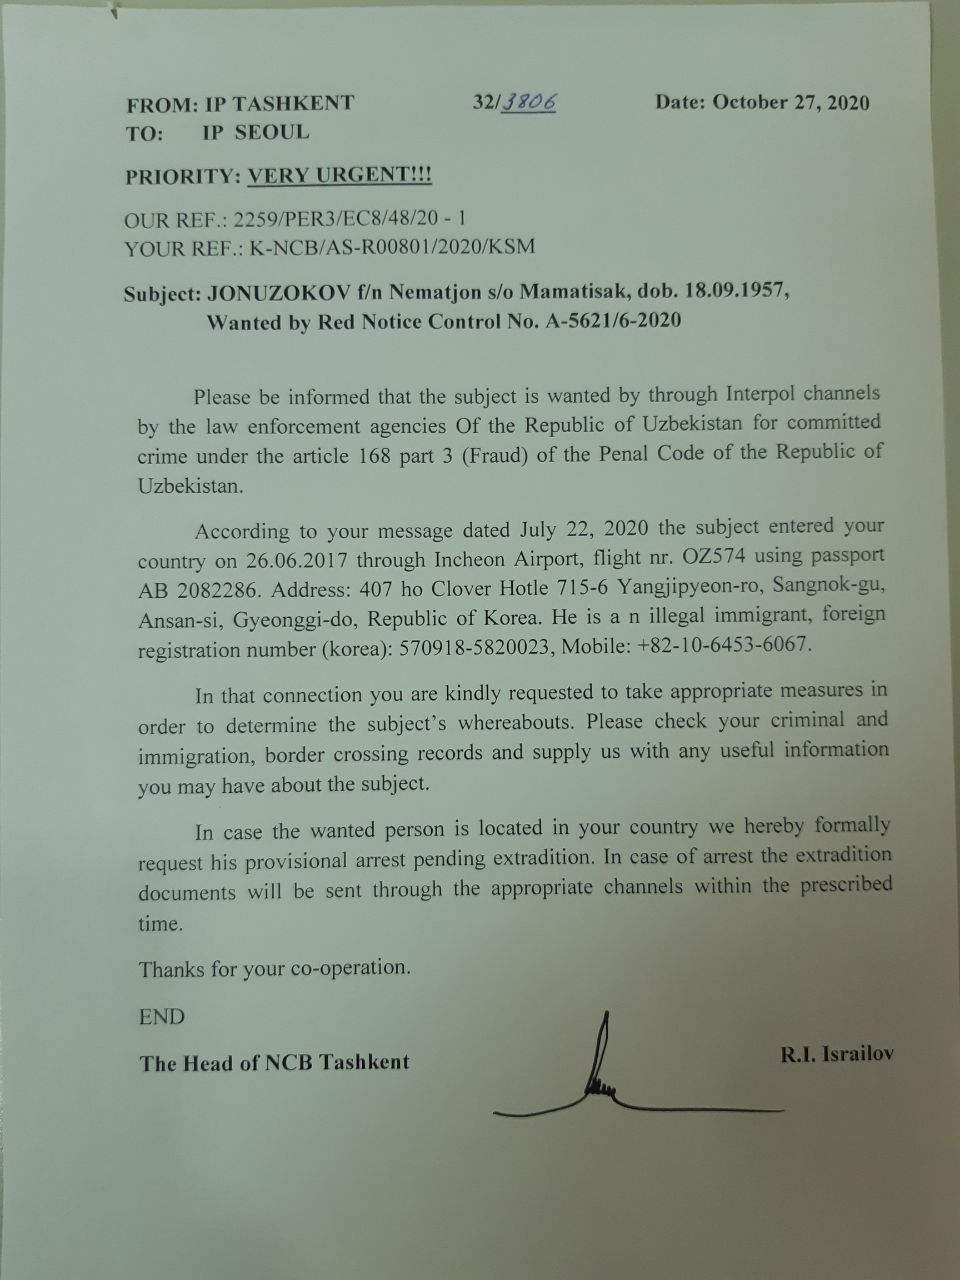 FROM: IP TASHKENT 32/3806 Date: October 27, 2020
TO: IP SEOUL
PRIORITY: VERY URGENT!!!
OUR REF.: 2259/PER3/EC8/48/20 - 1
YOUR REF.: K-NCB/AS-R00801/2020/KSM
Subject: JONUZOKOV f/n Nematjon s/o Mamatisak, dob. 18.09.1957,
Wanted by Red Notice Control No. A-5621/6-2020
Please be informed that the subject is wanted by through Interpol channels
by the law enforcement agencies Of the Republic of Uzbekistan for committed
crime under the article 168 part 3 (Fraud) of the Penal Code of the Republic of
Uzbekistan.
According to your message dated July 22, 2020 the subject entered your
country on 26.06.2017 through Incheon Airport, flight nr. OZ574 using passport
AB 2082286. Address: 407 ho Clover Hotle 715-6 Yangjipyeon-ro, Sangnok-gu,
Ansan-si, Gyeonggi-do, Republic of Korea. He is a n illegal immigrant, foreign
registration number (korea): 570918-5820023, Mobile: +82-10-6453-6067.
In that connection you are kindly requested to take appropriate measures in
order to determine the subject's whereabouts. Please check your criminal and
immigration, border crossing records and supply us with any useful information
you may have about the subject.
In case the wanted person is located in your country we hereby formally
request his provisional arrest pending extradition. In case of arrest the extradition
documents will be sent through the appropriate channels within the prescribed
time.
Thanks for your co-operation.
END
The Head of NCB Tashkent R.I. Israilov